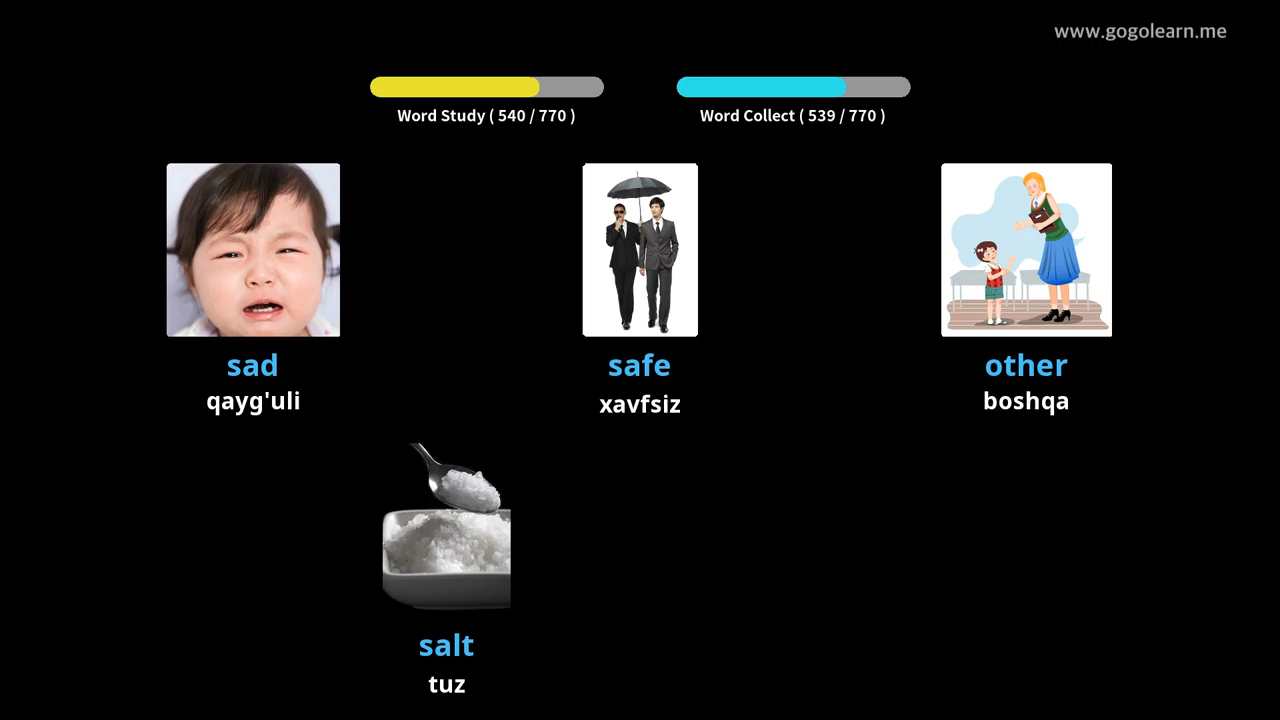 www.gogolearn.me
Word Study ( 540 / 770 )
Word Collect ( 539 / 770 )
sad
qayg'uli
safe
xavfsiz
other
boshqa
salt
tuz